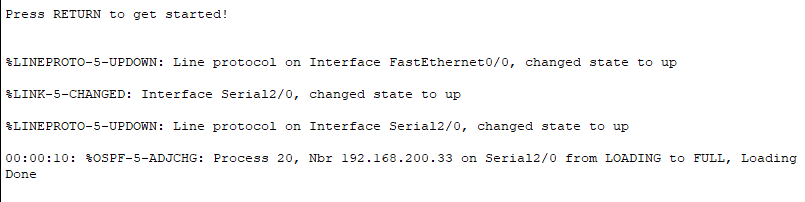 Press RETURN to get started!
%LINEPROTO-5-UPDOWN: Line protocol on Interface FastEthernet0/0, changed state to up
%LINK-5-CHANGED: Interface Serial2/0, changed state to up
%LINEPROTO-5-UPDOWN: Line protocol on Interface Serial2/0, changed state to up
00:00:10: %OSPF-5-ADJCHG: Process 20, Nbr 192.168.200.33 on Serial2/0 from LOADING to FULL, Loading
Done